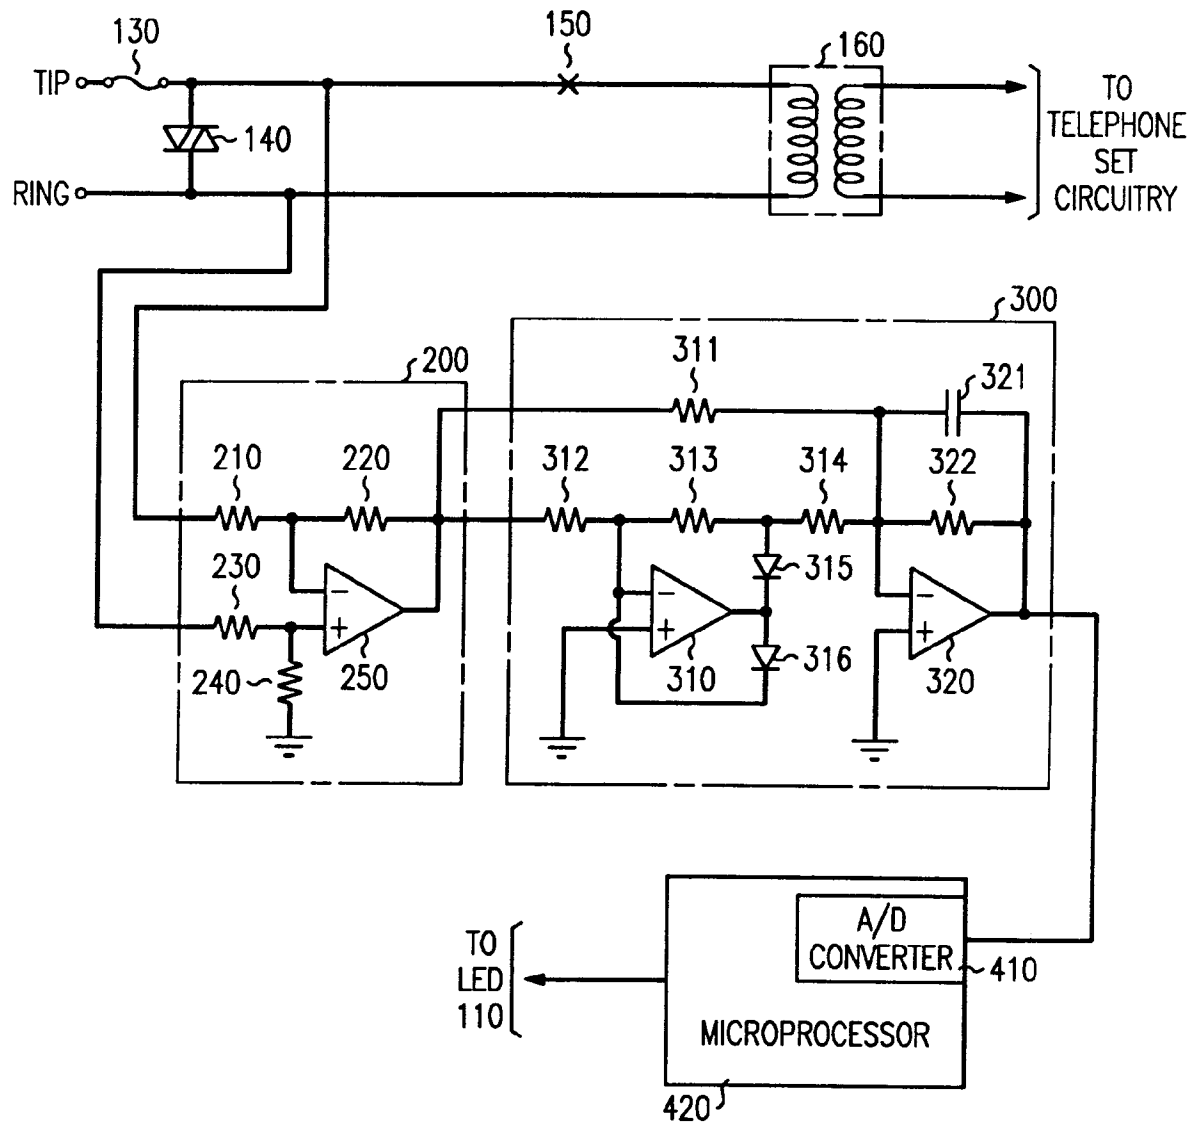 130
150
160
TIP
TO
TELEPHONE
SET
CIRCUITRY
140
RING
300
200
311
321
210
220
312
313
314
322
315
230
-
+
-
+
-
+
316
240
250
310
320
A/D
CONVERTER
410
TO
LED
110
MICROPROCESSOR
420